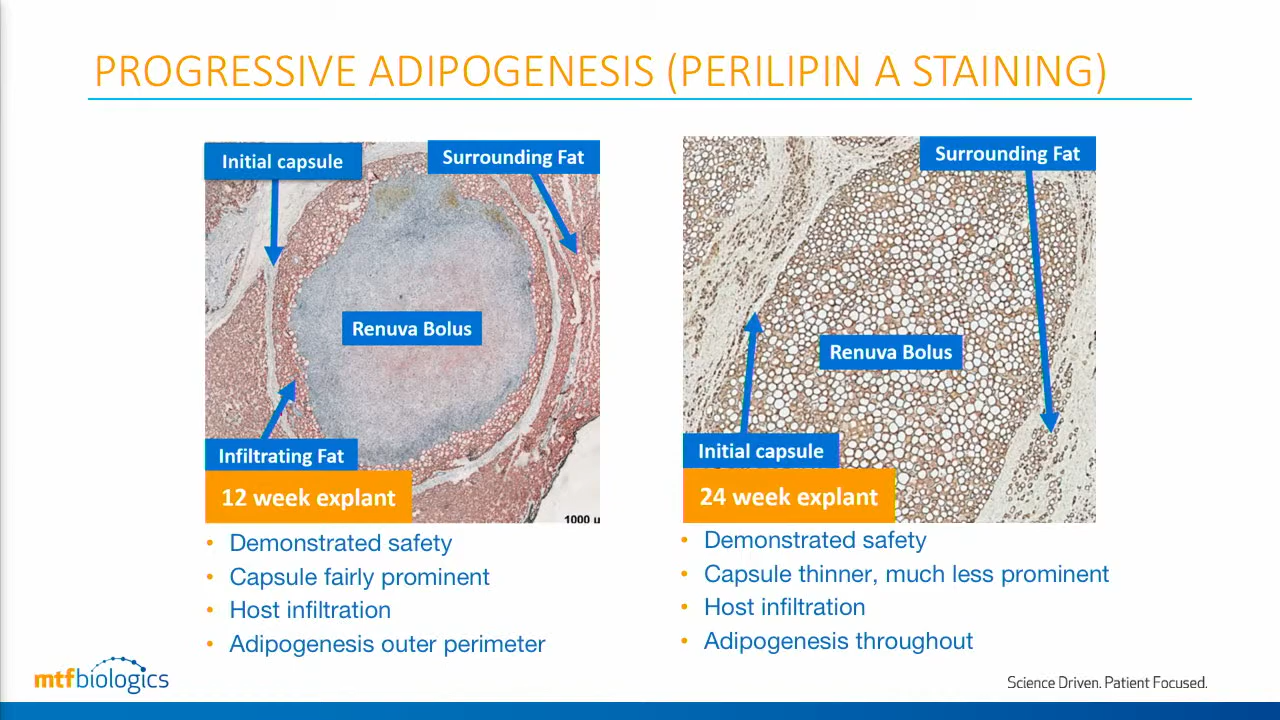 PROGRESSIVE ADIPOGENESIS (PERILIPIN A STAINING)
Initial capsule
Surrounding Fat
Renuva Bolus
Infiltrating Fat
12 week explant
1000 u
• Demonstrated safety
• Capsule fairly prominent
• Host infiltration
• Adipogenesis outer perimeter
Surrounding Fat
Renuva Bolus
Initial capsule
24 week explant
• Demonstrated safety
• Capsule thinner, much less prominent
• Host infiltration
• Adipogenesis throughout
mtfbiologics
Science Driven. Patient Focused.